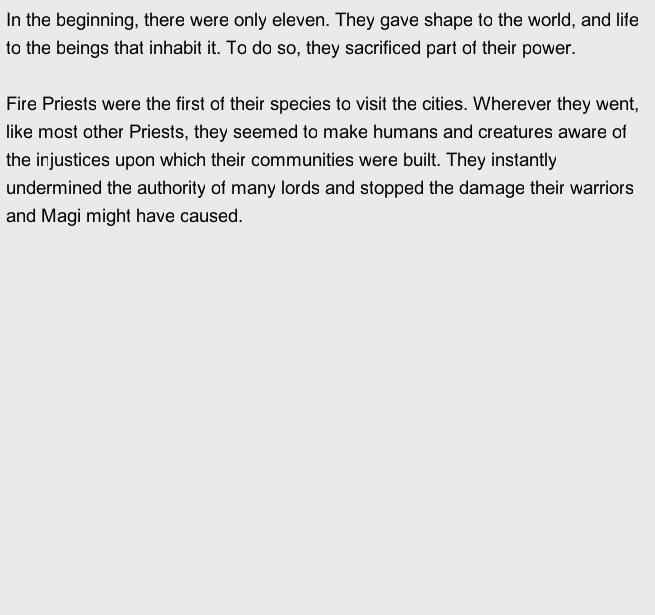 In the beginning, there were only eleven. They gave shape to the world, and life
to the beings that inhabit it. To do so, they sacrificed part of their power.

Fire Priests were the first of their species to visit the cities. Wherever they went,
like most other Priests, they seemed to make humans and creatures aware of
the injustices upon which their communities were built. They instantly
undermined the authority of many lords and stopped the damage their warriors
and Magi might have caused.